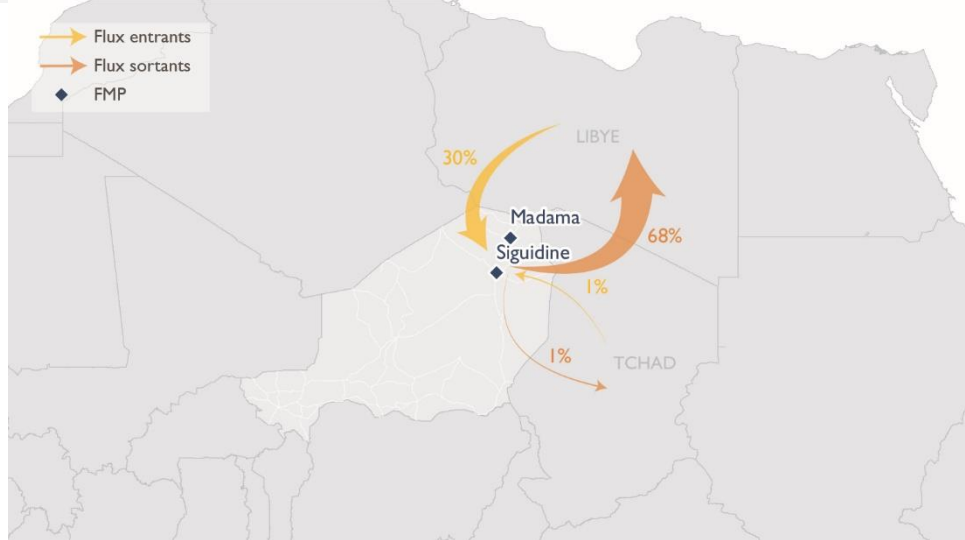 Flux entrants
Flux sortants
FMP
LIBYE
30%
Madama
68%
Siguidine
1%
1%
TCHAD